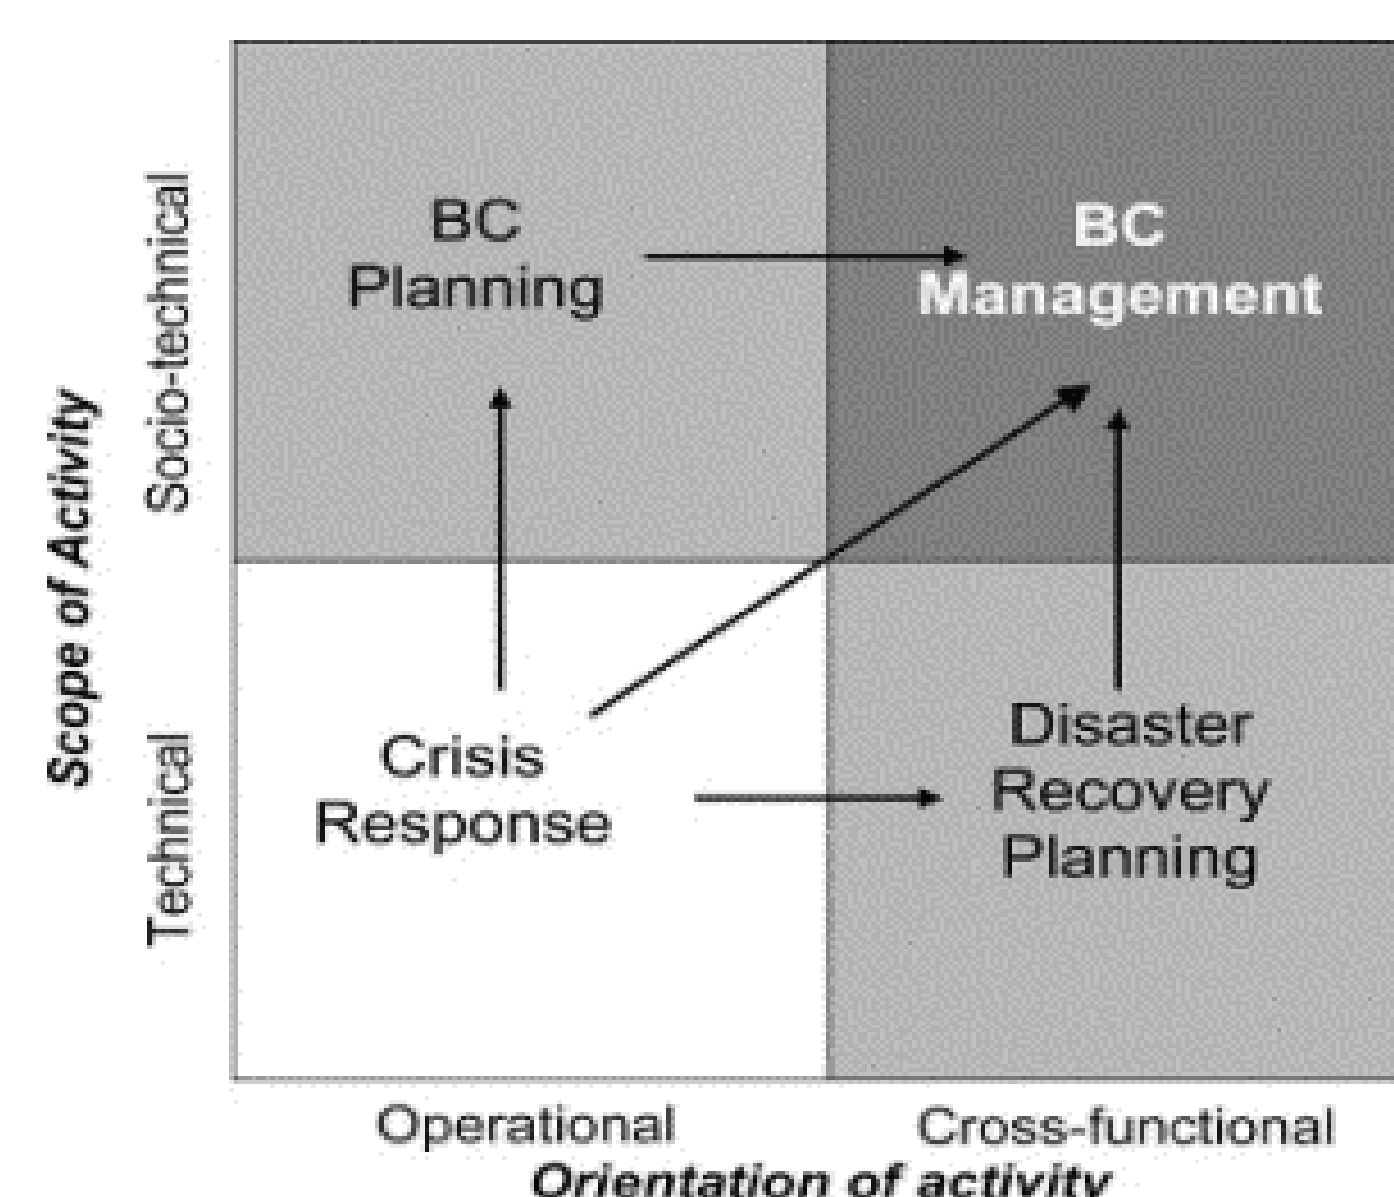 Scope of Activity
Socio-technical
Technical
BC
Planning
BC
Management
Crisis
Response
Disaster
Recovery
Planning
Operational
Cross-functional
Orientation of activity